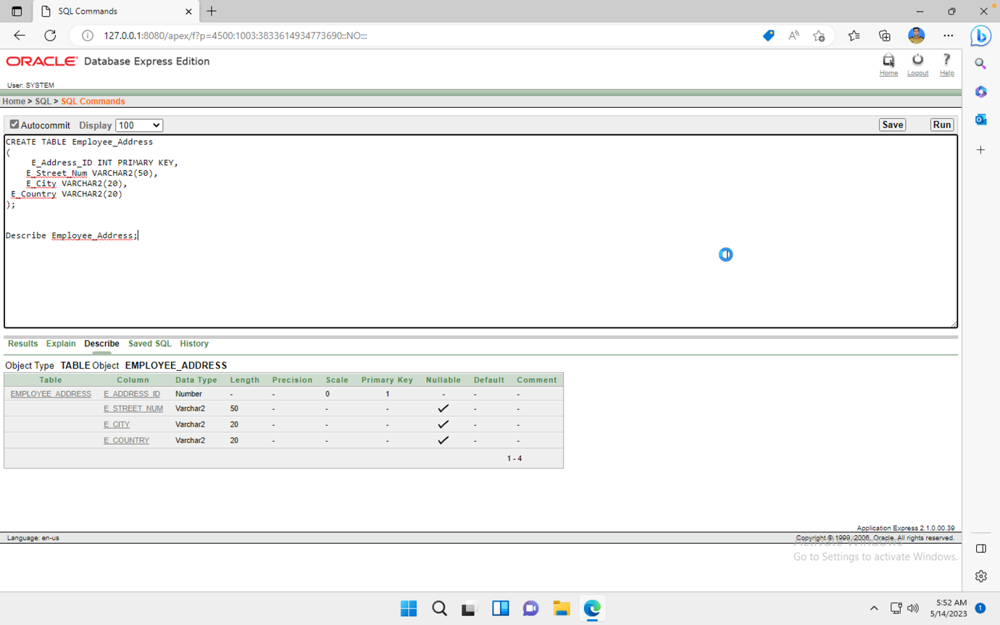 SQL Commands
127.0.0.1:8080/apex/f?p=4500:1003:3833614934773690::NO:::
ORACLE® Database Express Edition
Home Logout Help
User: SYSTEM
Home > SQL > SQL Commands
Autocommit Display 100 Save Run
CREATE TABLE Employee_Address
(
E_Address_ID INT PRIMARY KEY,
E_Street_Num VARCHAR2(50),
E_City VARCHAR2(20),
E_Country VARCHAR2(20)
);
Describe Employee_Address;
Results Explain Describe Saved SQL History
Object Type TABLE Object EMPLOYEE_ADDRESS
Table Column Data Type Length Precision Scale Primary Key Nullable Default Comment
EMPLOYEE_ADDRESS E_ADDRESS_ID Number - - 0 1 - - -
E_STREET_NUM Varchar2 50 - - - ✓ - -
E_CITY Varchar2 20 - - - ✓ - -
E_COUNTRY Varchar2 20 - - - ✓ - -
1 - 4
Application Express 2.1.0.00.39
Language: en-us Copyright © 1999, 2006, Oracle. All rights reserved.
Activate Windows
Go to Settings to activate Windows.
5:52 AM
5/14/2023
1